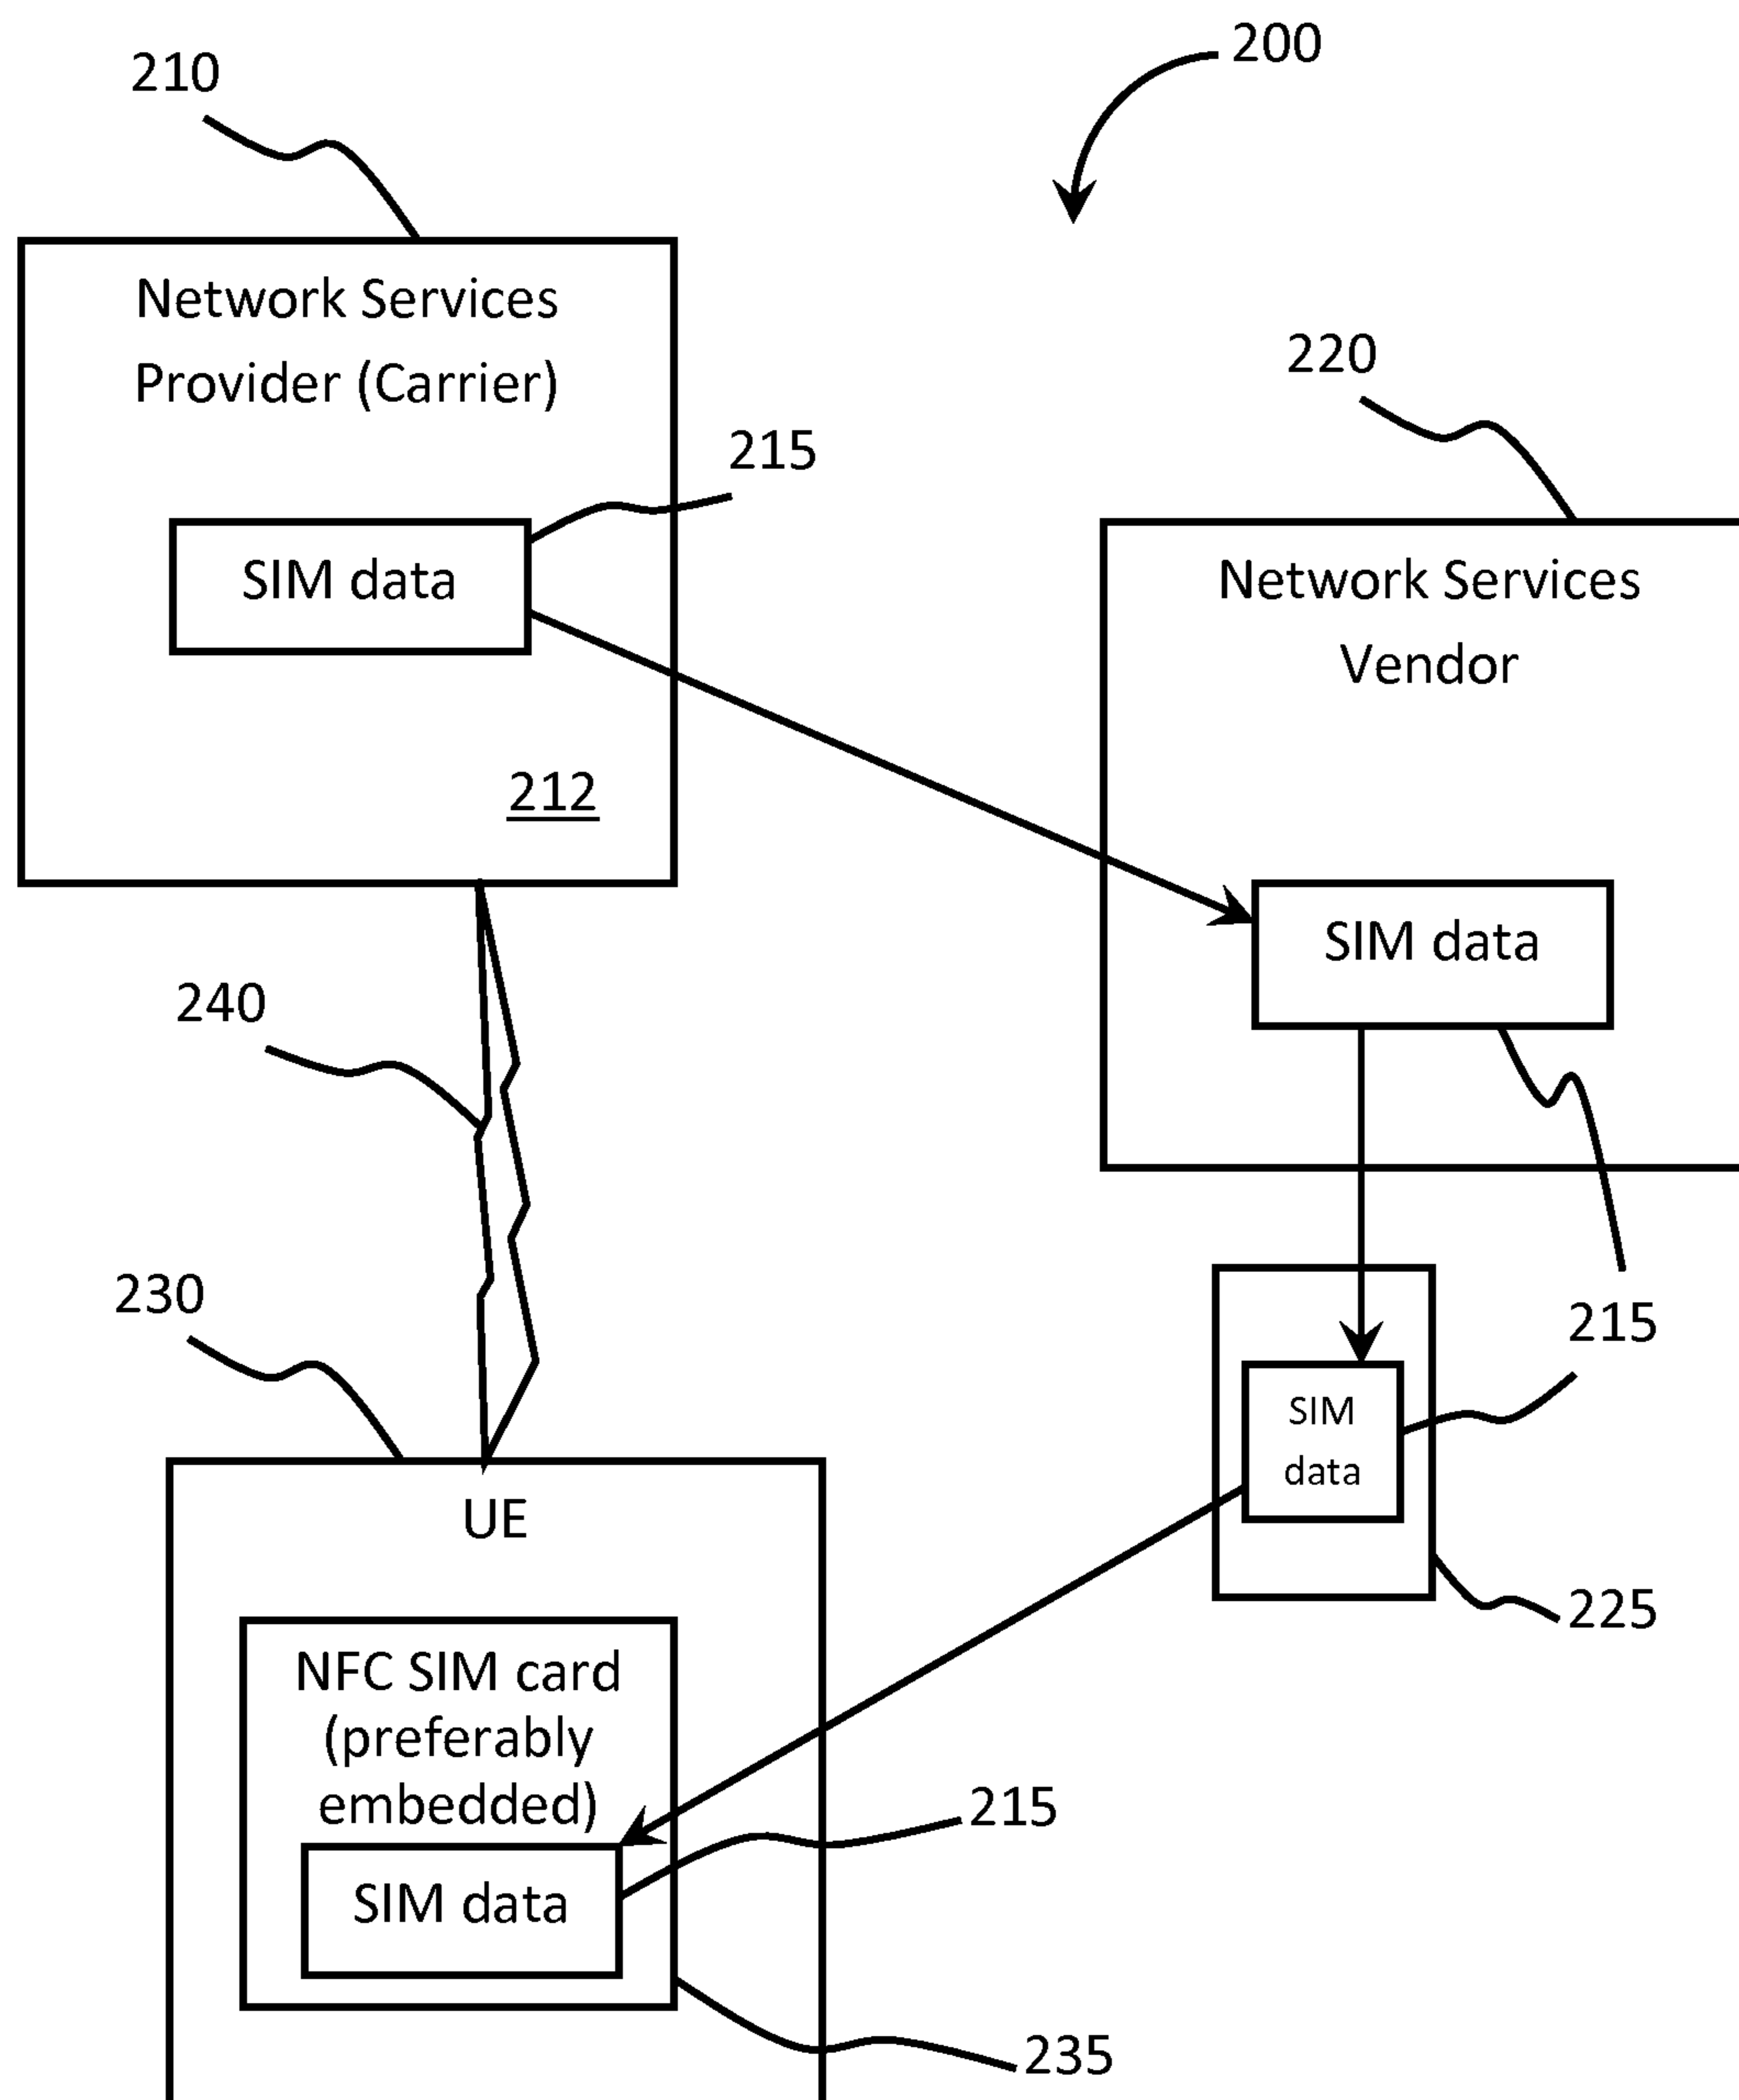 200
210
Network Services
Provider (Carrier)
220
215
SIM data
Network Services
Vendor
212
SIM data
240
230
215
SIM
data
UE
225
NFC SIM card
(preferably
embedded)
215
SIM data
235